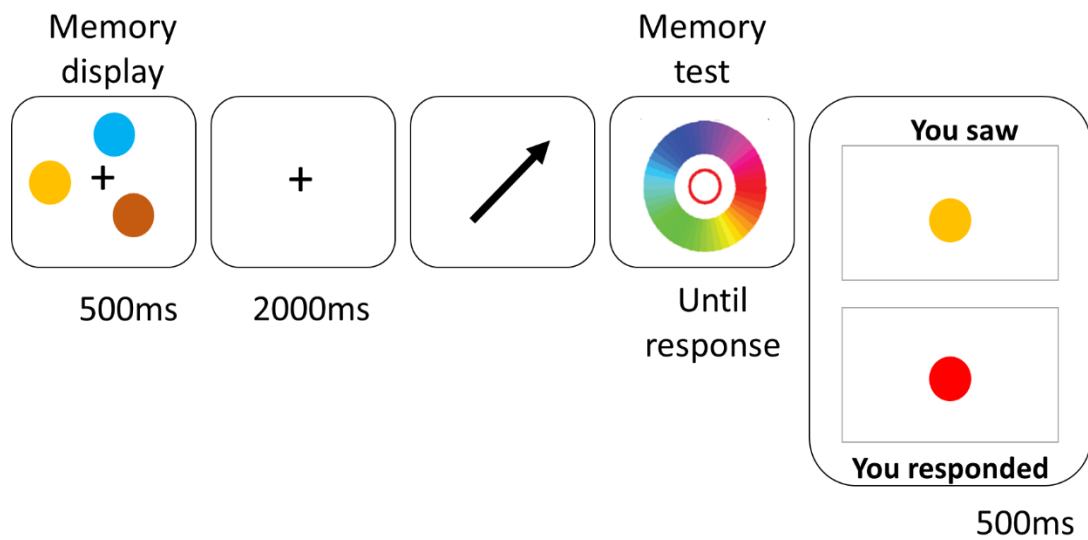 Memory
display
Memory
test
+
+
You saw
500ms
2000ms
Until
response
You responded
500ms